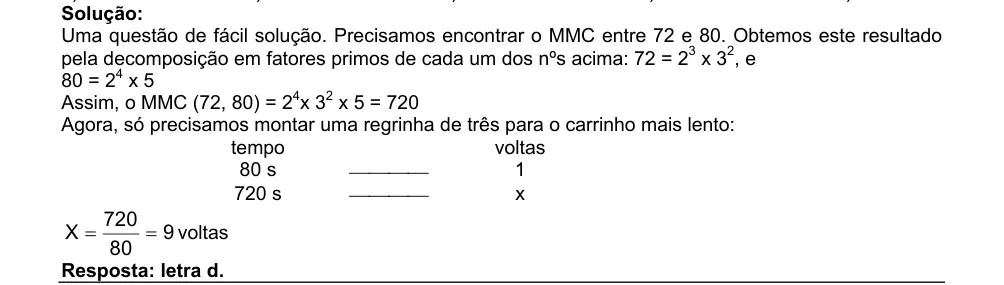 Solução:
Uma questão de fácil solução. Precisamos encontrar o MMC entre 72 e 80. Obtemos este resultado
pela decomposição em fatores primos de cada um dos nºs acima: 72 = 2³ x 3², e
80 = 2⁴ x 5
Assim, o MMC (72, 80) = 2⁴x 3² x 5 = 720
Agora, só precisamos montar uma regrinha de três para o carrinho mais lento:
tempo voltas
80 s ———— 1
720 s ———— x
X = 720/80 = 9 voltas
Resposta: letra d.